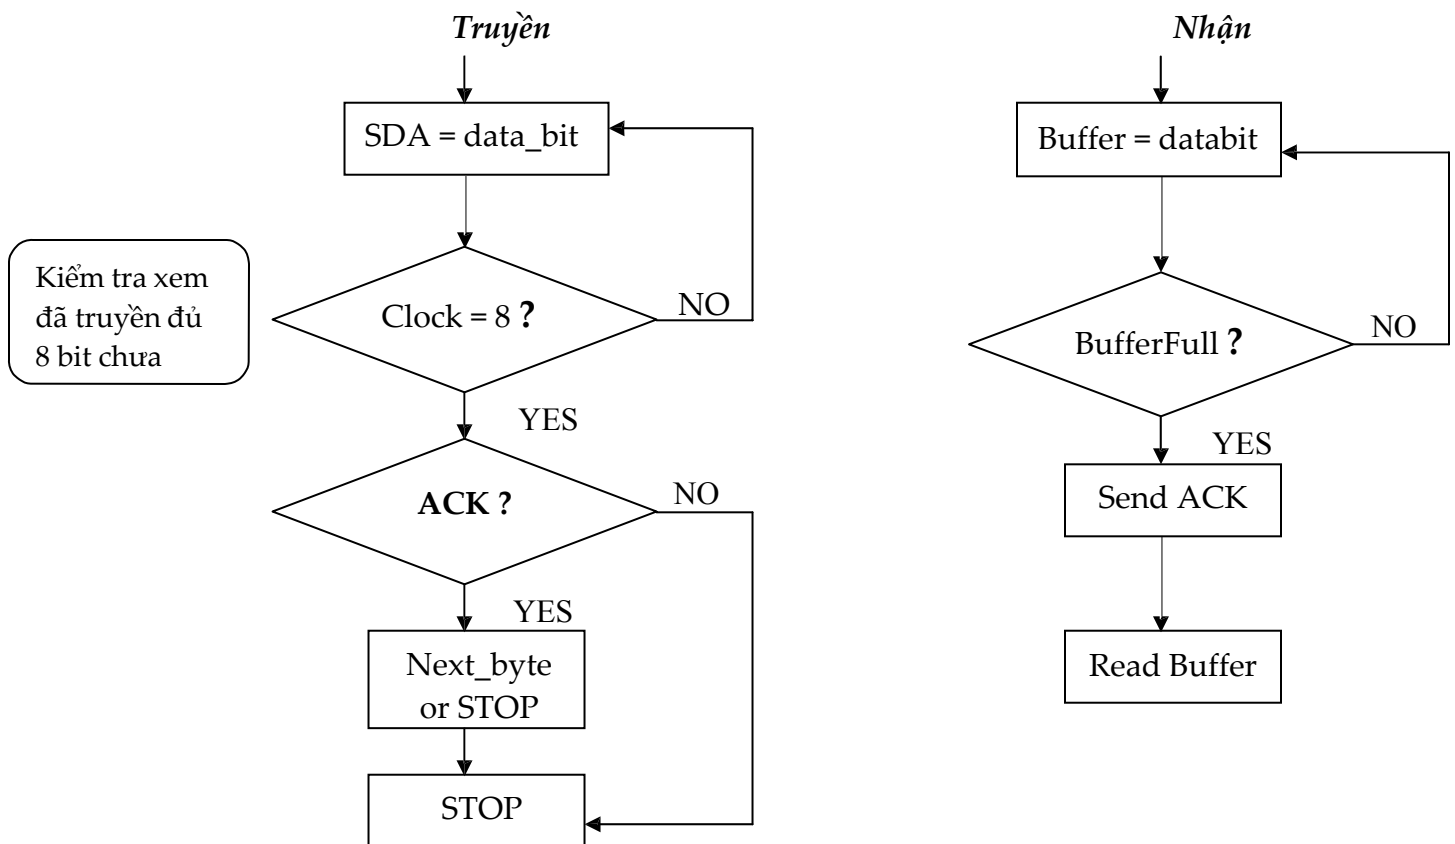 Truyền
SDA = data_bit
Kiểm tra xem
đã truyền đủ
8 bit chưa
Clock = 8 ?
NO
YES
ACK ?
NO
YES
Next_byte
or STOP
STOP
Nhận
Buffer = databit
BufferFull ?
NO
YES
Send ACK
Read Buffer